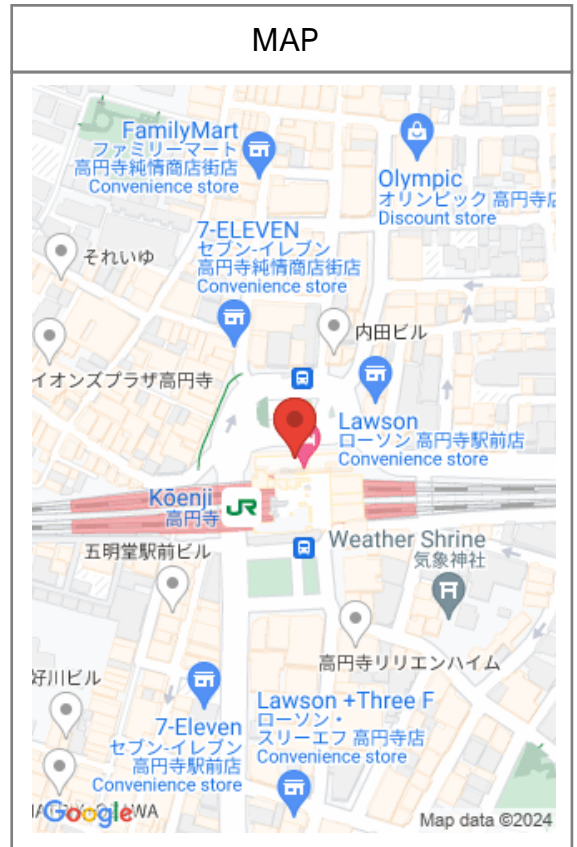 MAP
FamilyMart
ファミリーマート
高円寺純情商店街店
Convenience store
Olympic
オリンピック 高円寺店
Discount store
7-ELEVEN
セブン-イレブン
高円寺純情商店街店
Convenience store
それいゆ
内田ビル
イオンズプラザ高円寺
Lawson
ローソン 高円寺駅前店
Convenience store
Kōenji
高円寺
JR
Weather Shrine
気象神社
五明堂駅前ビル
高円寺リリエンハイム
好川ビル
7-Eleven
セブン-イレブン
高円寺駅前店
Convenience store
Lawson +Three F
ローソン・
スリーエフ 高円寺店
Convenience store
Google
Map data ©2024